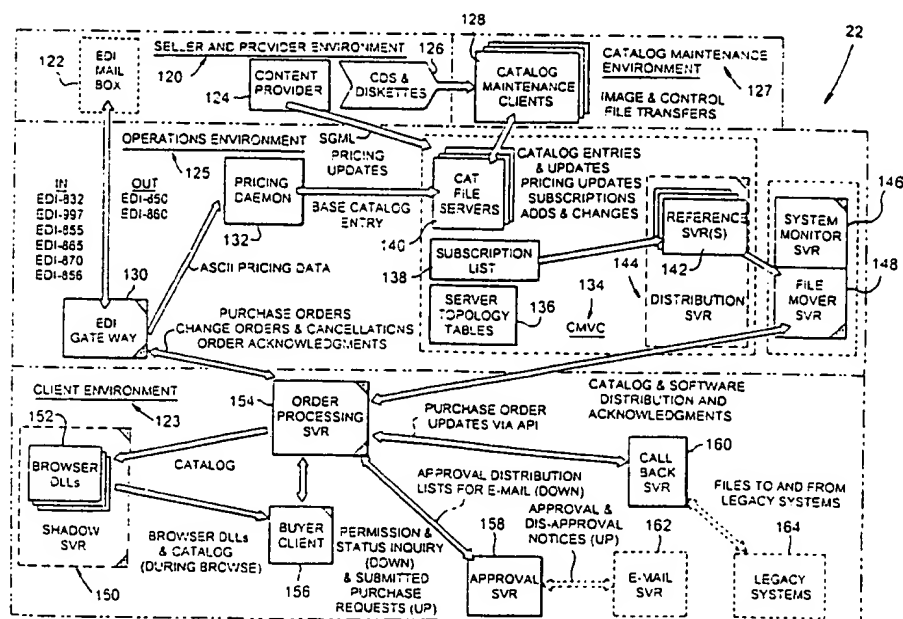 22
128
122
EDI
MAIL
BOX
SELLER AND PROVIDER ENVIRONMENT
120
126
124
CONTENT
PROVIDER
CDS &
DISKETTES
CATALOG
MAINTENANCE
CLIENTS
CATALOG MAINTENANCE
ENVIRONMENT
127
IMAGE & CONTROL
FILE TRANSFERS
OPERATIONS ENVIRONMENT
125
SGML
PRICING
UPDATES
IN
EDI-832
EDI-997
EDI-855
EDI-865
EDI-870
EDI-856
OUT
EDI-850
EDI-860
PRICING
DAEMON
132
BASE CATALOG
ENTRY
CAT
FILE
SERVERS
140
CATALOG ENTRIES
& UPDATES
PRICING UPDATES
SUBSCRIPTIONS
ADDS & CHANGES
REFERENCE
SVR(S)
142
146
SYSTEM
MONITOR
SVR
138
SUBSCRIPTION
LIST
144
148
FILE
MOVER SVR
SERVER
TOPOLOGY
TABLES
136
134
CMVC
DISTRIBUTION
SVR
ASCII PRICING DATA
130
EDI
GATE WAY
PURCHASE ORDERS
CHANGE ORDERS & CANCELLATIONS
ORDER ACKNOWLEDGMENTS
CLIENT ENVIRONMENT
123
154
ORDER
PROCESSING
SVR
CATALOG & SOFTWARE
DISTRIBUTION AND
ACKNOWLEDGMENTS
PURCHASE ORDER
UPDATES VIA API
160
CALL
BACK
SVR
152
BROWSER
DLLs
SHADOW
SVR
150
CATALOG
BROWSER DLLs
& CATALOG
(DURING BROWSE)
BUYER
CLIENT
156
APPROVAL DISTRIBUTION
LISTS FOR E-MAIL (DOWN)
PERMISSION &
STATUS INQUIRY
(DOWN)
& SUBMITTED
PURCHASE
REQUESTS (UP)
APPROVAL &
DIS-APPROVAL
NOTICES (UP)
158
APPROVAL
SVR
162
E-MAIL
SVR
FILES TO AND FROM
LEGACY SYSTEMS
164
LEGACY
SYSTEMS